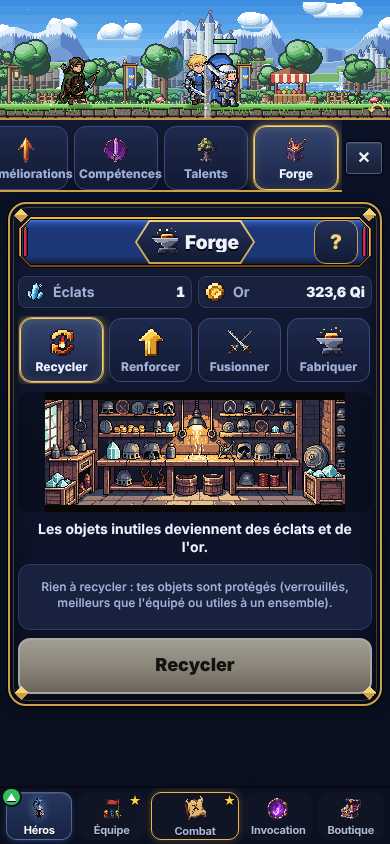 méliorations Compétences Talents Forge ×
Forge ?
Éclats 1 Or 323,6 Qi
Recycler Renforcer Fusionner Fabriquer
Les objets inutiles deviennent des éclats et de
l'or.
Rien à recycler : tes objets sont protégés (verrouillés,
meilleurs que l'équipé ou utiles à un ensemble).
Recycler
Héros Équipe Combat Invocation Boutique